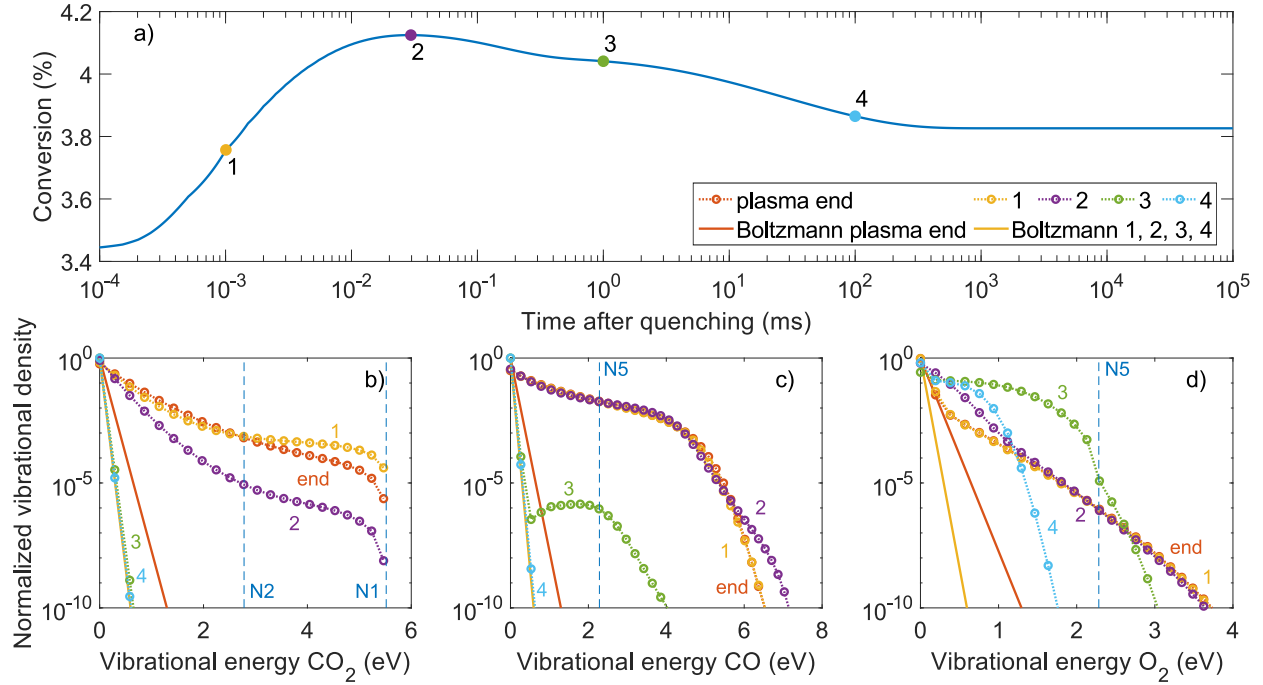 4.2
a)
Conversion (%)
4
3.8
3.6
3.4
1
2
3
4
plasma end
1
2
3
4
Boltzmann plasma end
Boltzmann 1, 2, 3, 4
10^-4
10^-3
10^-2
10^-1
10^0
10^1
10^2
10^3
10^4
10^5
Time after quenching (ms)
Normalized vibrational density
10^0
10^-5
10^-10
b)
1
end
2
3
4
N2
N1
0
2
4
6
Vibrational energy CO_2 (eV)
10^0
10^-5
10^-10
N5
c)
3
2
1
end
4
0
2
4
6
8
Vibrational energy CO (eV)
10^0
10^-5
10^-10
N5
d)
3
4
2
end
1
0
1
2
3
4
Vibrational energy O_2 (eV)